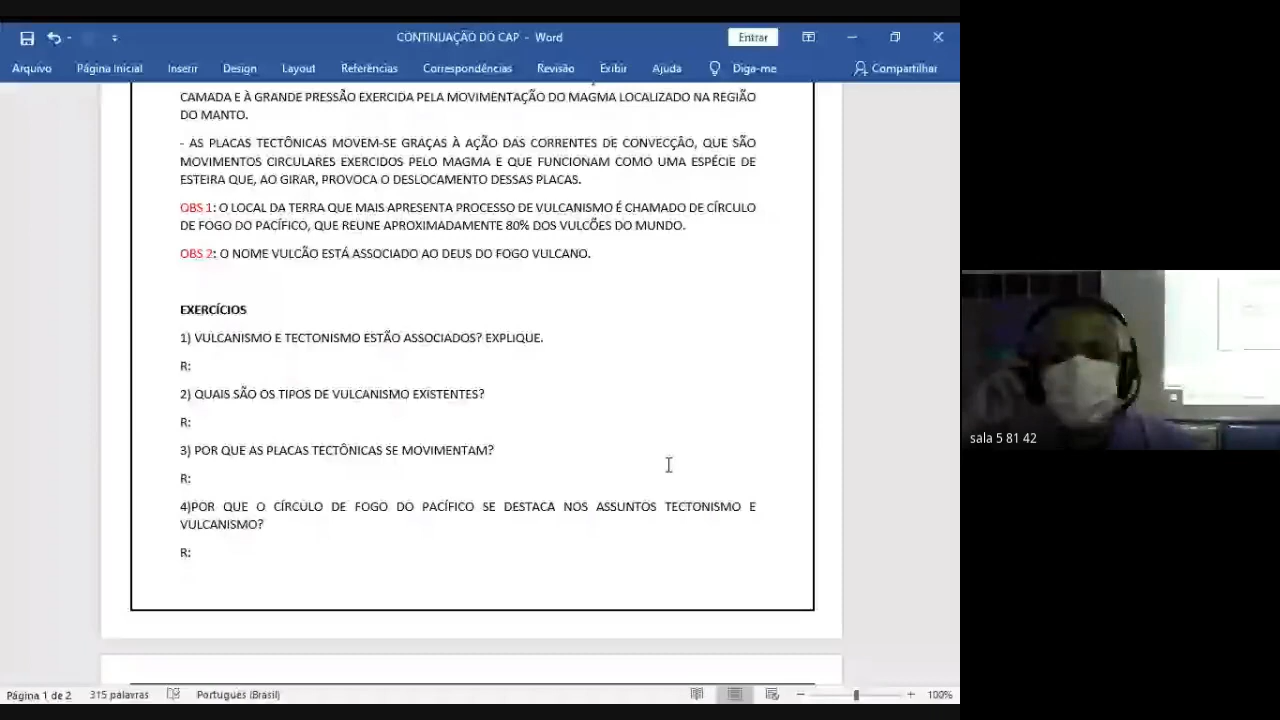 CONTINUAÇÃO DO CAP - Word
Entrar
Arquivo Página Inicial Inserir Design Layout Referências Correspondências Revisão Exibir Ajuda Diga-me Compartilhar
CAMADA E À GRANDE PRESSÃO EXERCIDA PELA MOVIMENTAÇÃO DO MAGMA LOCALIZADO NA REGIÃO
DO MANTO.
- AS PLACAS TECTÔNICAS MOVEM-SE GRAÇAS À AÇÃO DAS CORRENTES DE CONVECÇÂO, QUE SÃO
MOVIMENTOS CIRCULARES EXERCIDOS PELO MAGMA E QUE FUNCIONAM COMO UMA ESPÉCIE DE
ESTEIRA QUE, AO GIRAR, PROVOCA O DESLOCAMENTO DESSAS PLACAS.
OBS 1: O LOCAL DA TERRA QUE MAIS APRESENTA PROCESSO DE VULCANISMO É CHAMADO DE CÍRCULO
DE FOGO DO PACÍFICO, QUE REUNE APROXIMADAMENTE 80% DOS VULCÕES DO MUNDO.
OBS 2: O NOME VULCÃO ESTÁ ASSOCIADO AO DEUS DO FOGO VULCANO.
EXERCÍCIOS
1) VULCANISMO E TECTONISMO ESTÃO ASSOCIADOS? EXPLIQUE.
R:
2) QUAIS SÃO OS TIPOS DE VULCANISMO EXISTENTES?
R:
3) POR QUE AS PLACAS TECTÔNICAS SE MOVIMENTAM?
R:
4)POR QUE O CÍRCULO DE FOGO DO PACÍFICO SE DESTACA NOS ASSUNTOS TECTONISMO E
VULCANISMO?
R:
Página 1 de 2 315 palavras Português (Brasil) 100%
sala 5 81 42